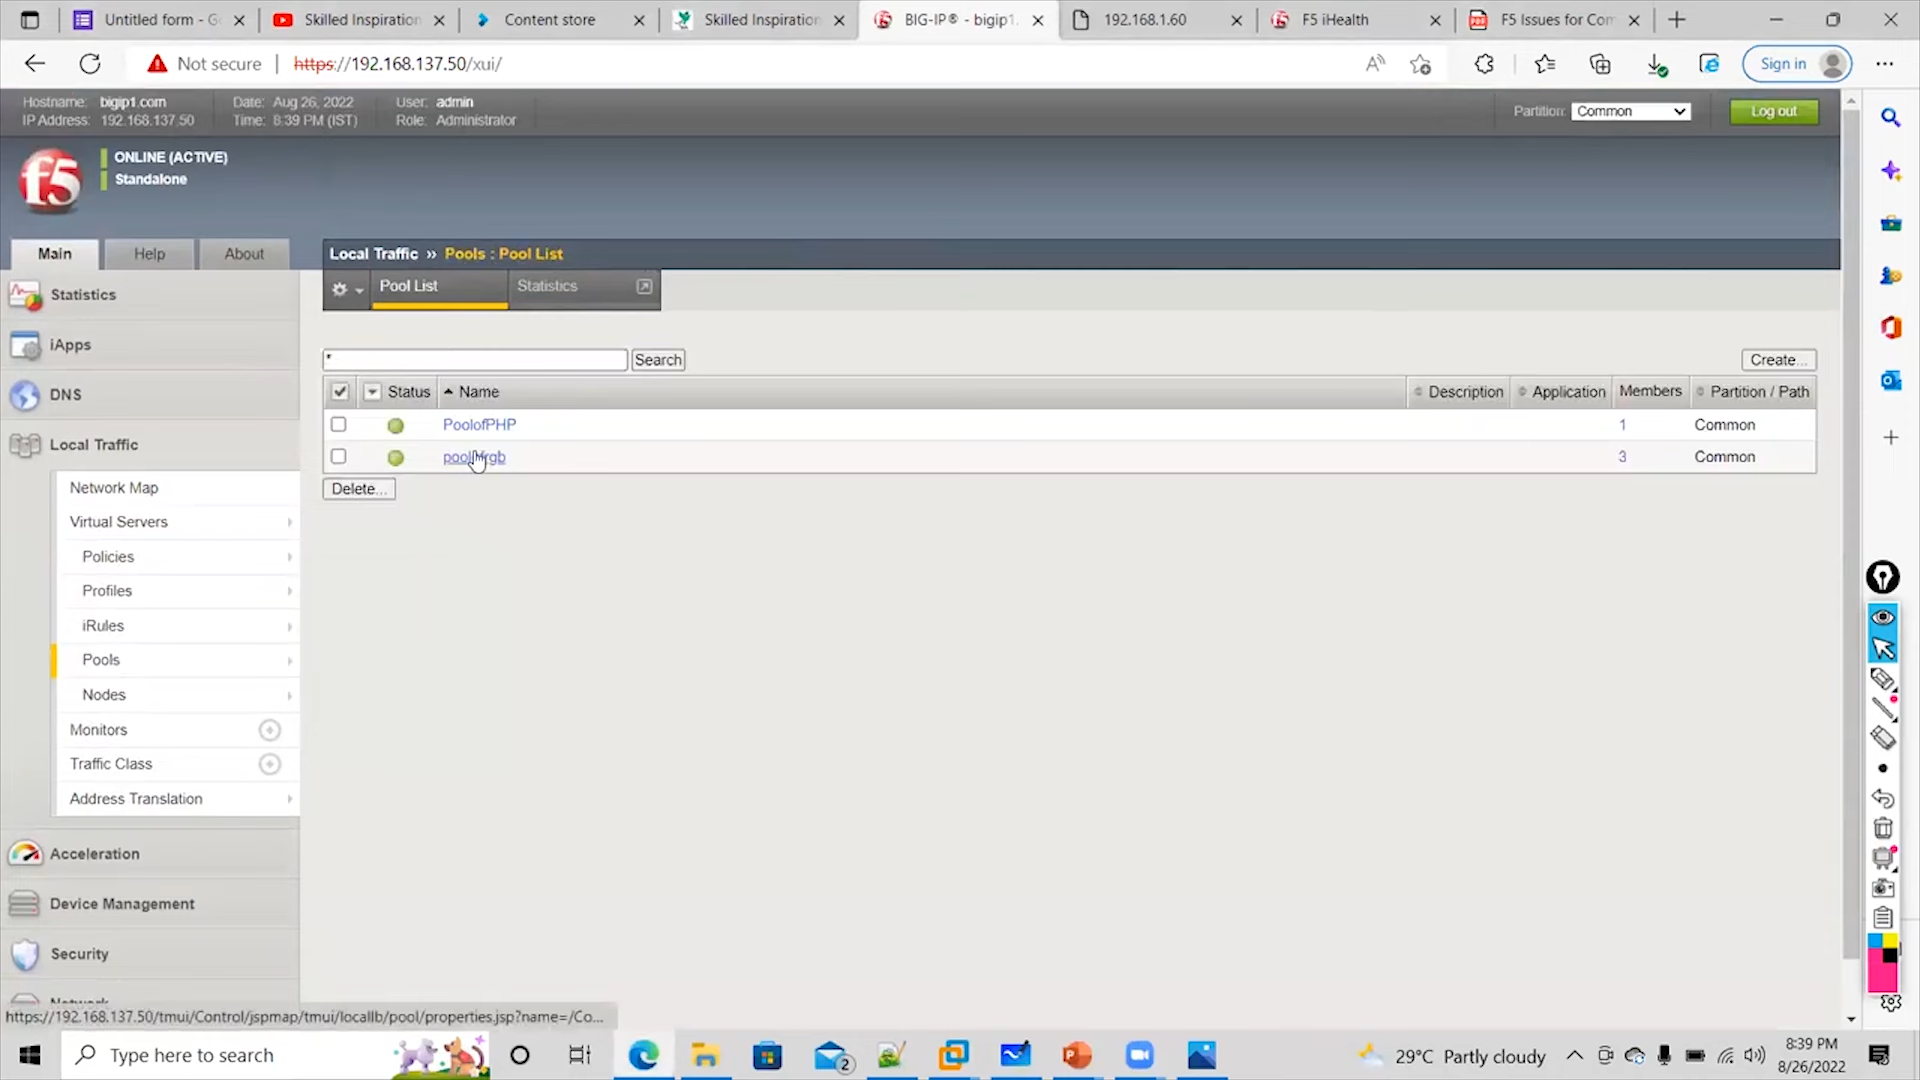 Untitled form - Go
Skilled Inspiration
Content store
Skilled Inspiration
BIG-IP® - bigip1.
192.168.1.60
F5 iHealth
F5 Issues for Com
Not secure
https://192.168.137.50/xui/
Sign in
Hostname: bigip1.com
Date: Aug 26, 2022
User: admin
IP Address: 192.168.137.50
Time: 8:39 PM (IST)
Role: Administrator
Partition: Common
Log out
f5
ONLINE (ACTIVE)
Standalone
Main
Help
About
Local Traffic » Pools : Pool List
Pool List
Statistics
Statistics
iApps
DNS
Local Traffic
Network Map
Virtual Servers
Policies
Profiles
iRules
Pools
Nodes
Monitors
Traffic Class
Address Translation
Acceleration
Device Management
Security
Network
*
Search
Create...
Status
Name
Description
Application
Members
Partition / Path
PoolofPHP
1
Common
3
Common
Delete...
https://192.168.137.50/tmui/Control/jspmap/tmui/locallb/pool/properties.jsp?name=/Co...
Type here to search
2
29°C Partly cloudy
8:39 PM
8/26/2022